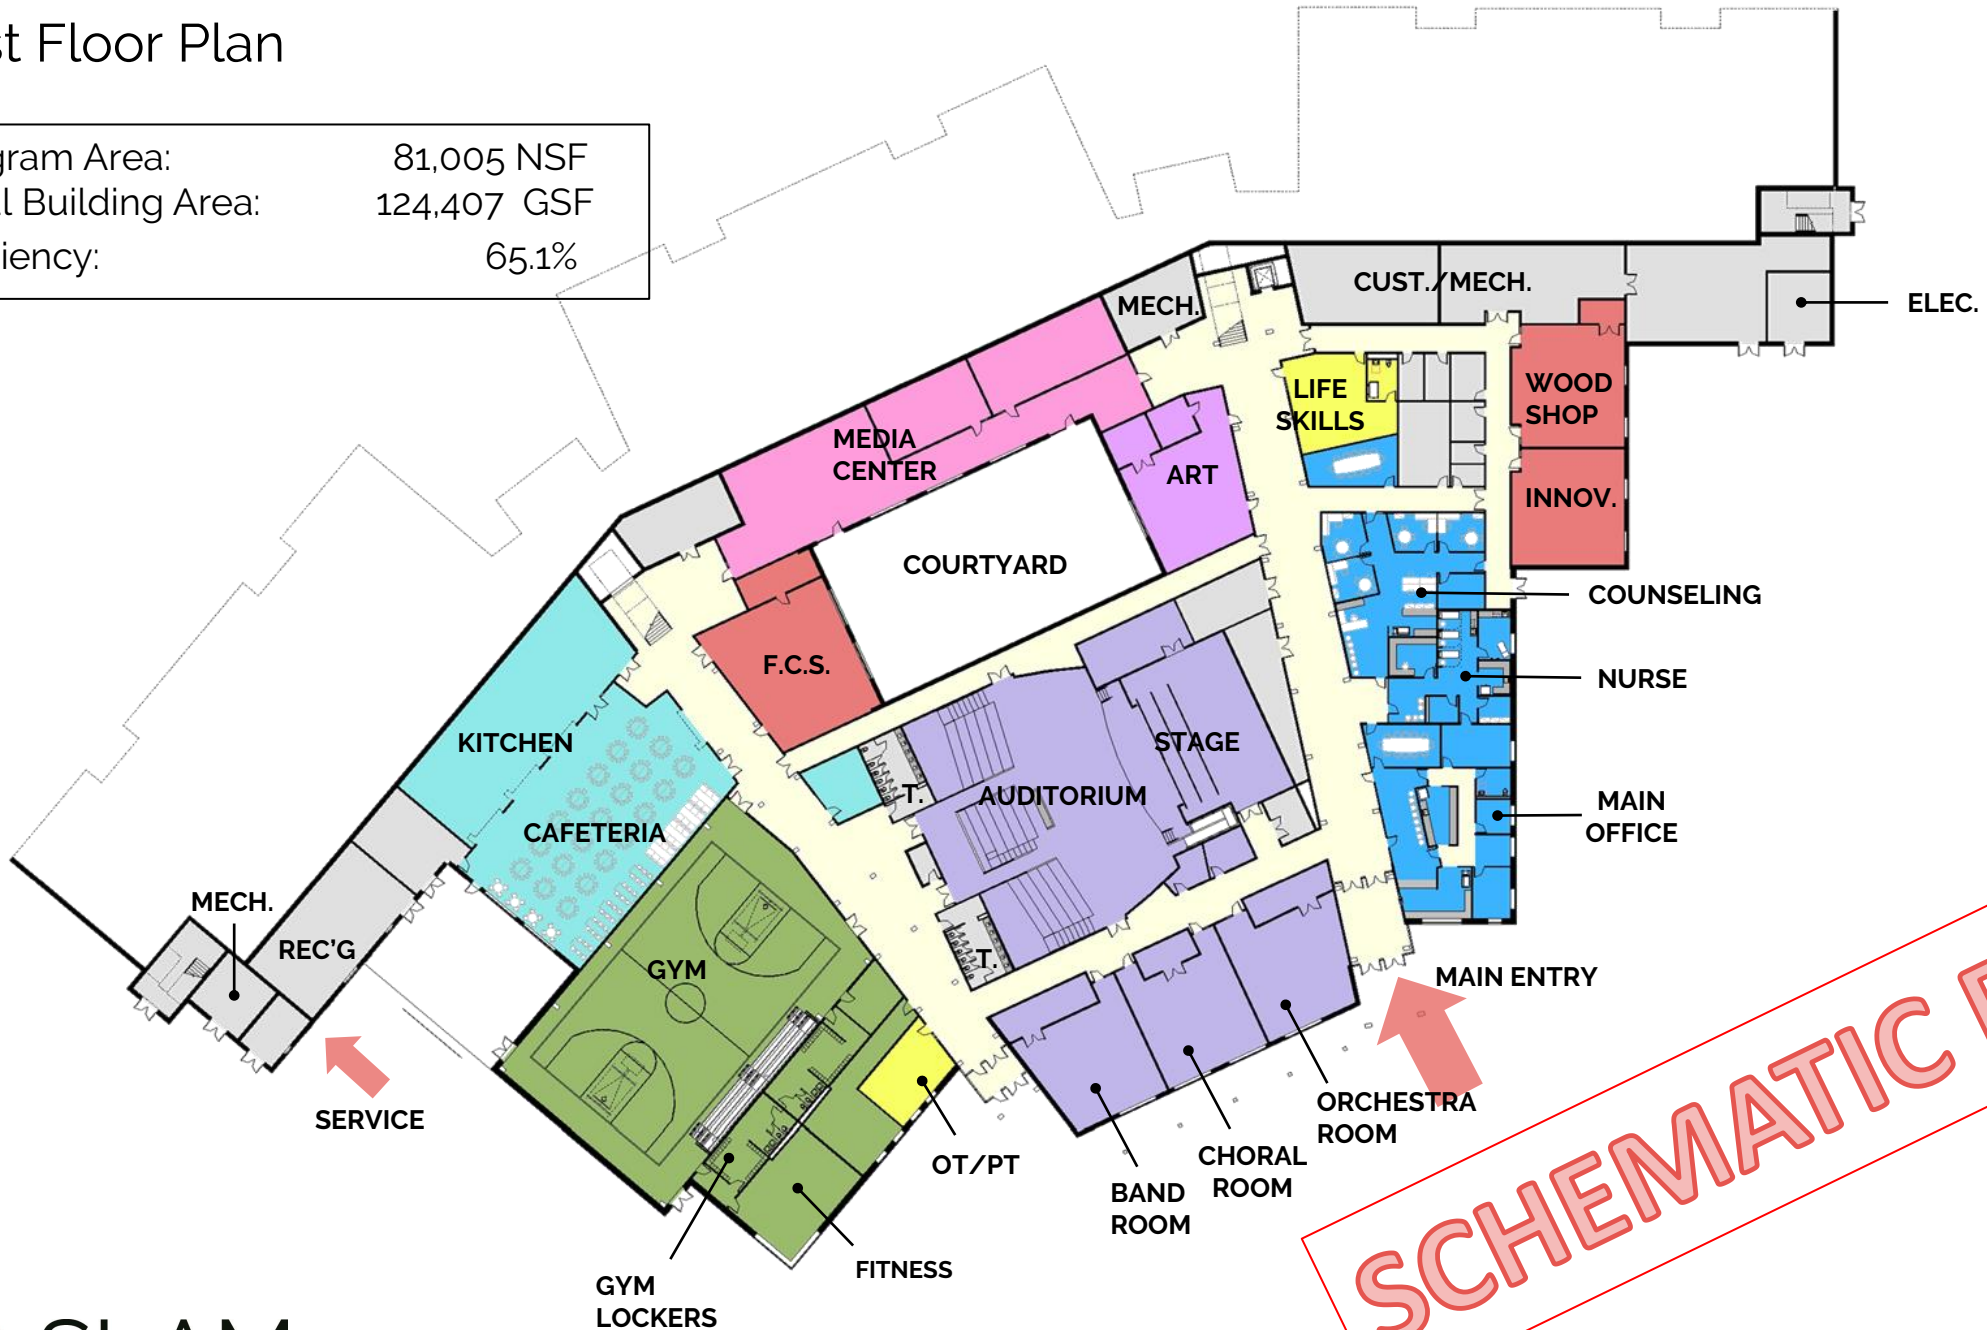 st Floor Plan
gram Area: 81,005 NSF
l Building Area: 124,407 GSF
iency: 65.1%
CUST./MECH.
MECH.
ELEC.
LIFE
SKILLS
WOOD
SHOP
MEDIA
CENTER
ART
INNOV.
COURTYARD
COUNSELING
F.C.S.
NURSE
KITCHEN
STAGE
T.
AUDITORIUM
MAIN
OFFICE
CAFETERIA
MECH.
REC'G
GYM
T.
MAIN ENTRY
SERVICE
ORCHESTRA
ROOM
OT/PT
CHORAL
ROOM
BAND
ROOM
FITNESS
GYM
LOCKERS
SCHEMATIC